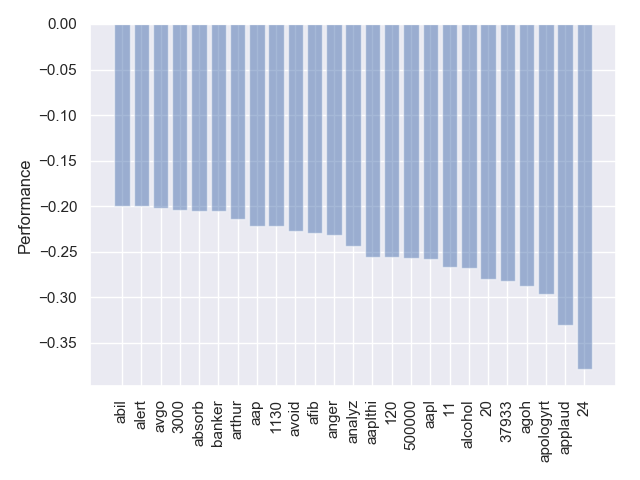 0.00
−0.05
−0.10
−0.15
−0.20
−0.25
−0.30
−0.35
Performance
abil
alert
avgo
3000
absorb
banker
arthur
aap
1130
avoid
afib
anger
analyz
aaplthi
120
500000
aapl
11
alcohol
20
37933
agoh
apologyrt
applaud
24